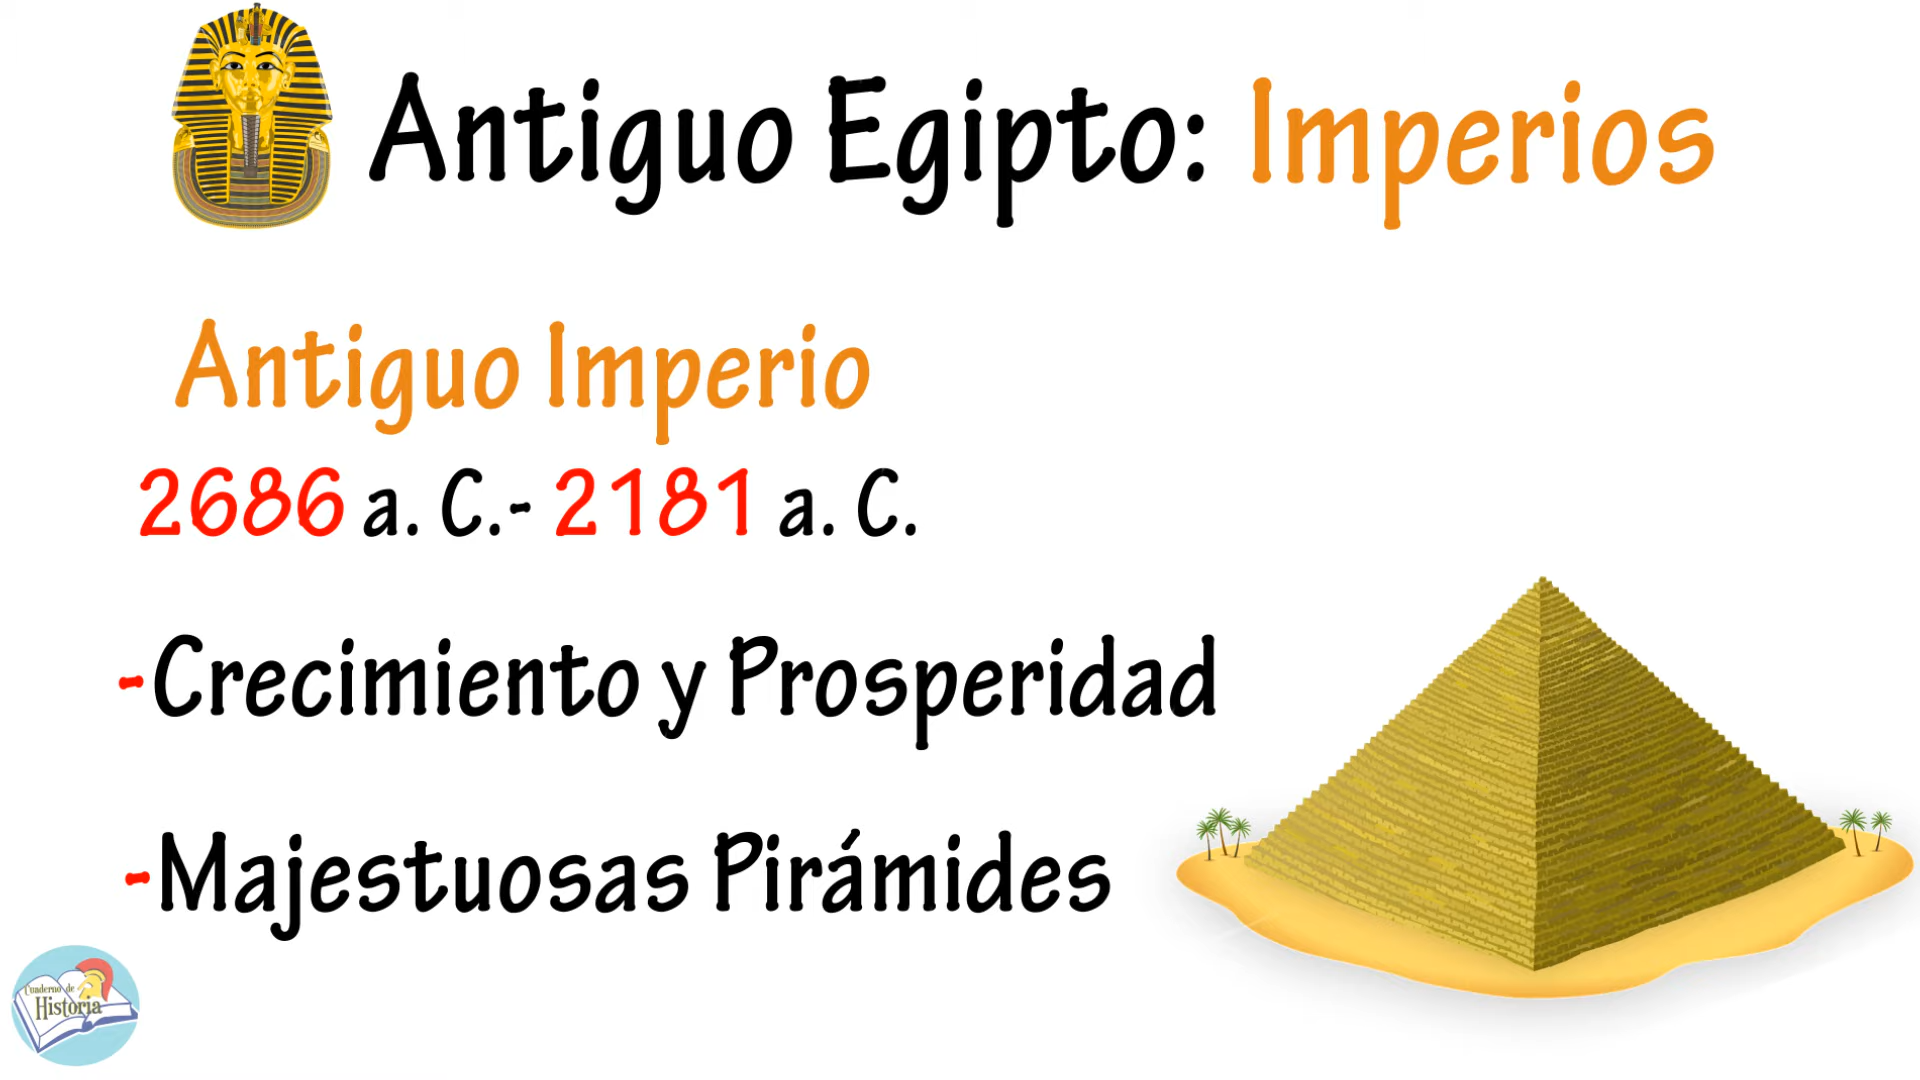 Antiguo Egipto: Imperios
Antiguo Imperio
2686 a. C.- 2181 a. C.
-Crecimiento y Prosperidad
-Majestuosas Pirámides
Cuaderno de
Historia